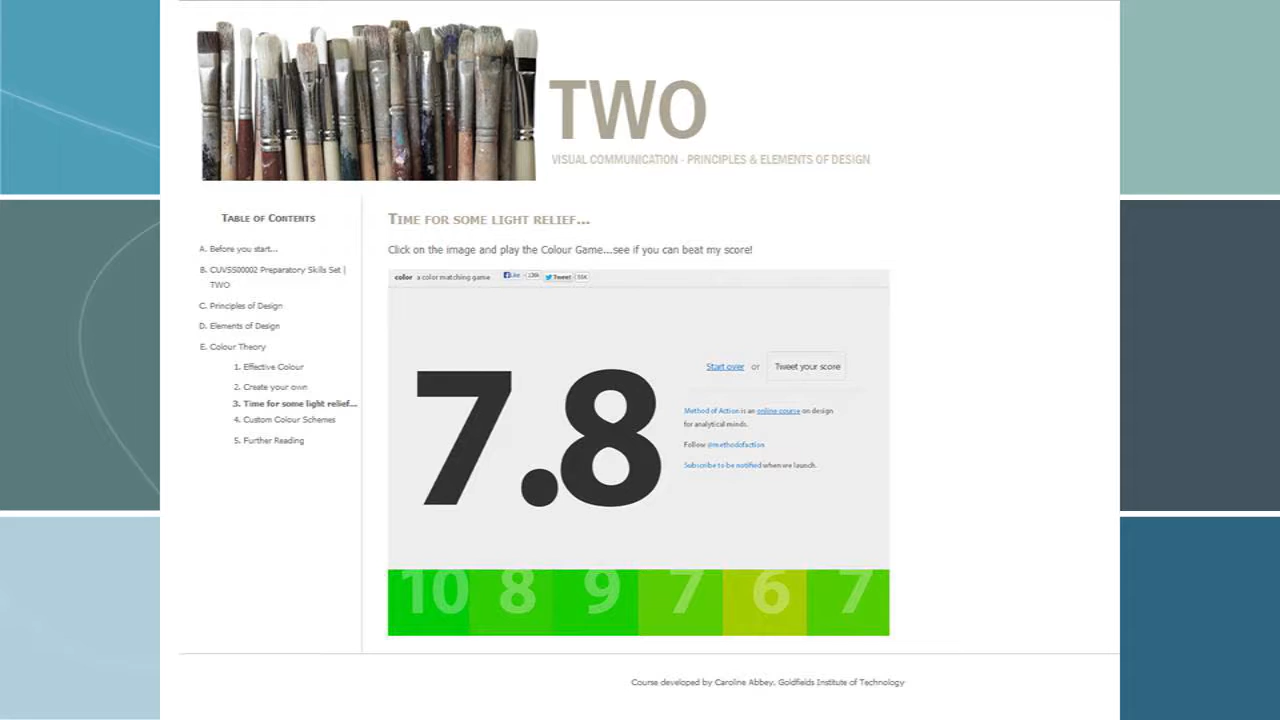 TWO
VISUAL COMMUNICATION - PRINCIPLES & ELEMENTS OF DESIGN
TABLE OF CONTENTS
A. Before you start...
B. CUVSS00002 Preparatory Skills Set |
TWO
C. Principles of Design
D. Elements of Design
E. Colour Theory
1. Effective Colour
2. Create your own
3. Time for some light relief...
4. Custom Colour Schemes
5. Further Reading
TIME FOR SOME LIGHT RELIEF...
Click on the image and play the Colour Game...see if you can beat my score!
color a color matching game Like 136k Tweet 55K
7.8
Start over or Tweet your score
Method of Action is an online course on design
for analytical minds.
Follow @methodofaction
Subscribe to be notified when we launch.
10 8 9 7 6 7
Course developed by Caroline Abbey. Goldfields Institute of Technology